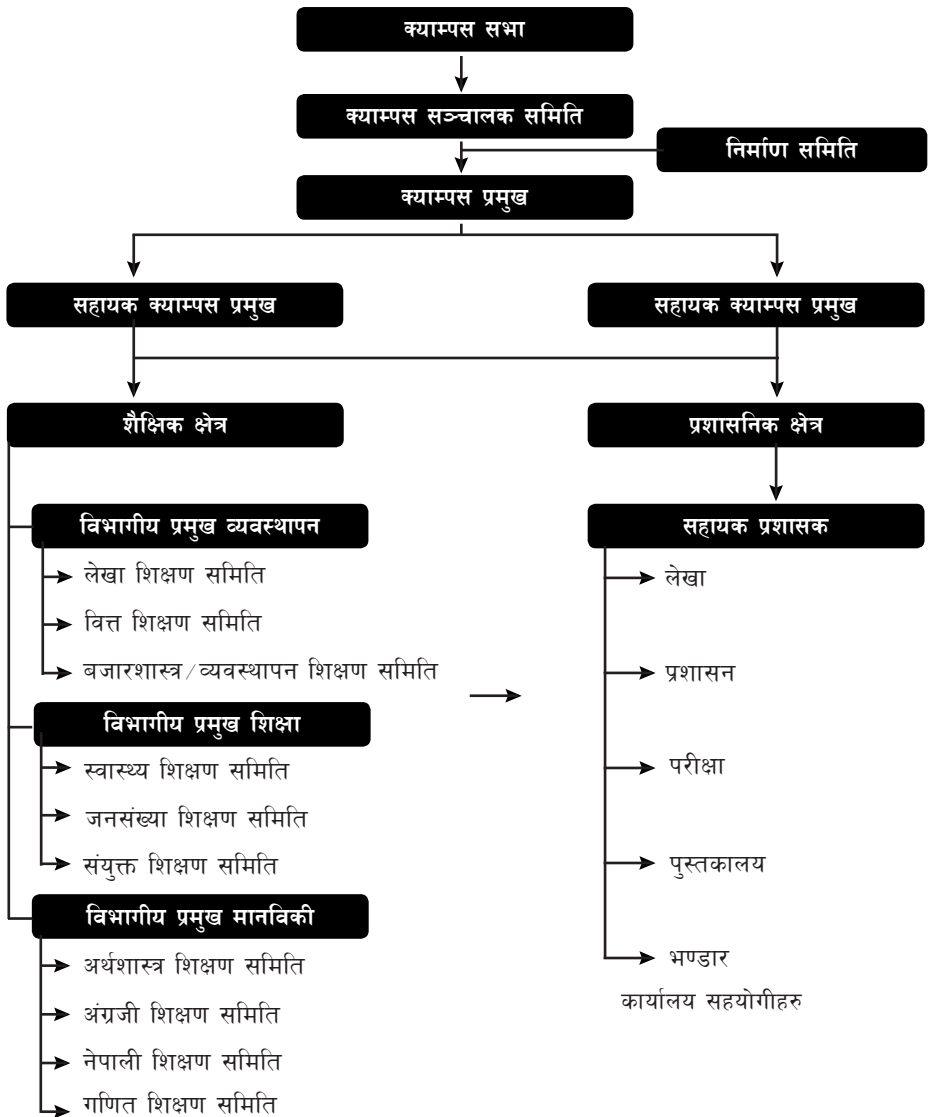 क्याम्पस सभा
क्याम्पस सञ्चालक समिति
निर्माण समिति
क्याम्पस प्रमुख
सहायक क्याम्पस प्रमुख
सहायक क्याम्पस प्रमुख
शैक्षिक क्षेत्र
विभागीय प्रमुख व्यवस्थापन
लेखा शिक्षण समिति
वित्त शिक्षण समिति
बजारशास्त्र/व्यवस्थापन शिक्षण समिति
विभागीय प्रमुख शिक्षा
स्वास्थ्य शिक्षण समिति
जनसंख्या शिक्षण समिति
संयुक्त शिक्षण समिति
विभागीय प्रमुख मानविकी
अर्थशास्त्र शिक्षण समिति
अंग्रजी शिक्षण समिति
नेपाली शिक्षण समिति
गणित शिक्षण समिति
प्रशासनिक क्षेत्र
सहायक प्रशासक
लेखा
प्रशासन
परीक्षा
पुस्तकालय
भण्डार
कार्यालय सहयोगीहरु